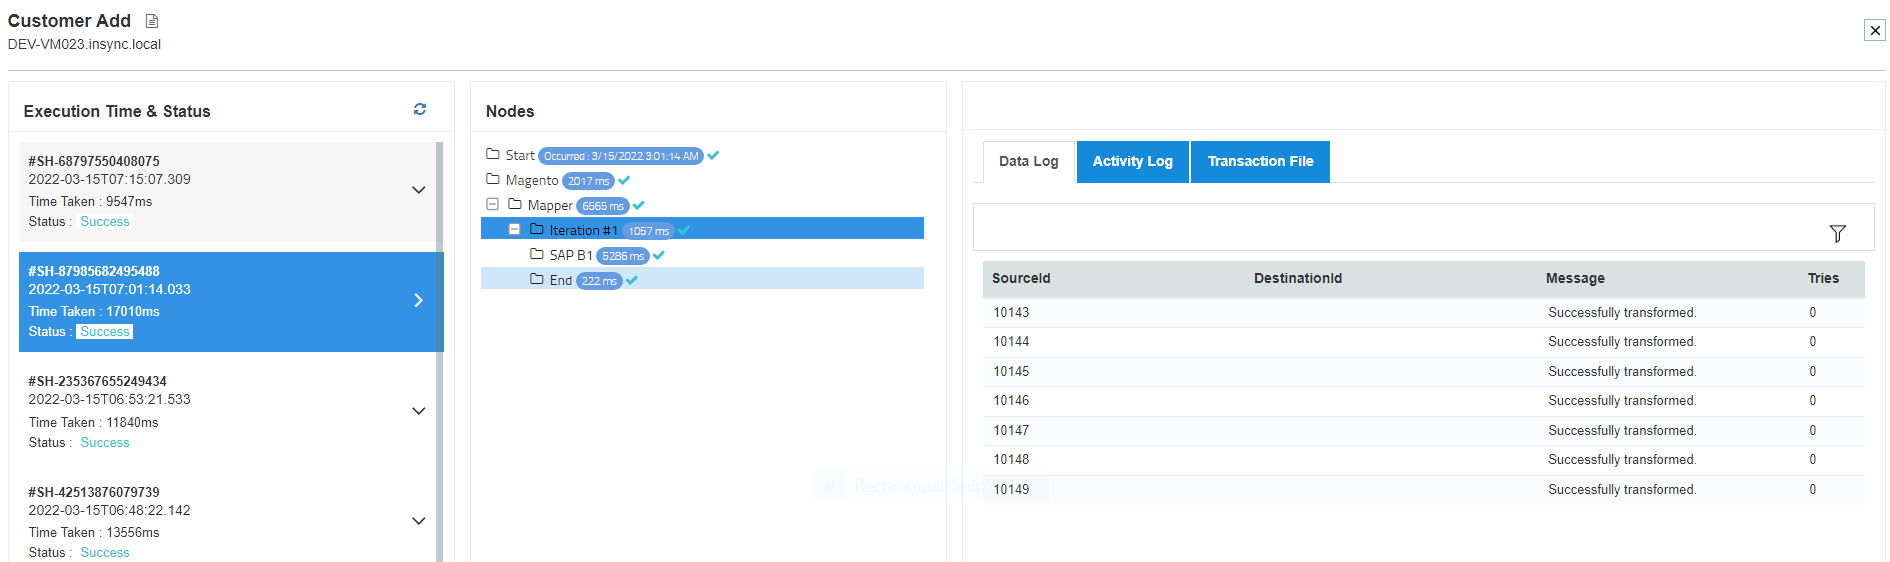 Customer Add
DEV-VM023.insync.local
Execution Time & Status
#SH-68797550408075
2022-03-15T07:15:07.309
Time Taken : 9547ms
Status : Success
#SH-87985682495488
2022-03-15T07:01:14.033
Time Taken : 17010ms
Status : Success
#SH-235367655249434
2022-03-15T06:53:21.533
Time Taken : 11840ms
Status : Success
#SH-42513876079739
2022-03-15T06:48:22.142
Time Taken : 13556ms
Status : Success
Nodes
Start Occurred : 3/15/2022 3:01:14 AM
Magento 2017 ms
Mapper 6565 ms
Iteration #1 1057 ms
SAP B1 5286 ms
End 222 ms
Rectangular Snip
Data Log Activity Log Transaction File
SourceId DestinationId Message Tries
10143 Successfully transformed. 0
10144 Successfully transformed. 0
10145 Successfully transformed. 0
10146 Successfully transformed. 0
10147 Successfully transformed. 0
10148 Successfully transformed. 0
10149 Successfully transformed. 0